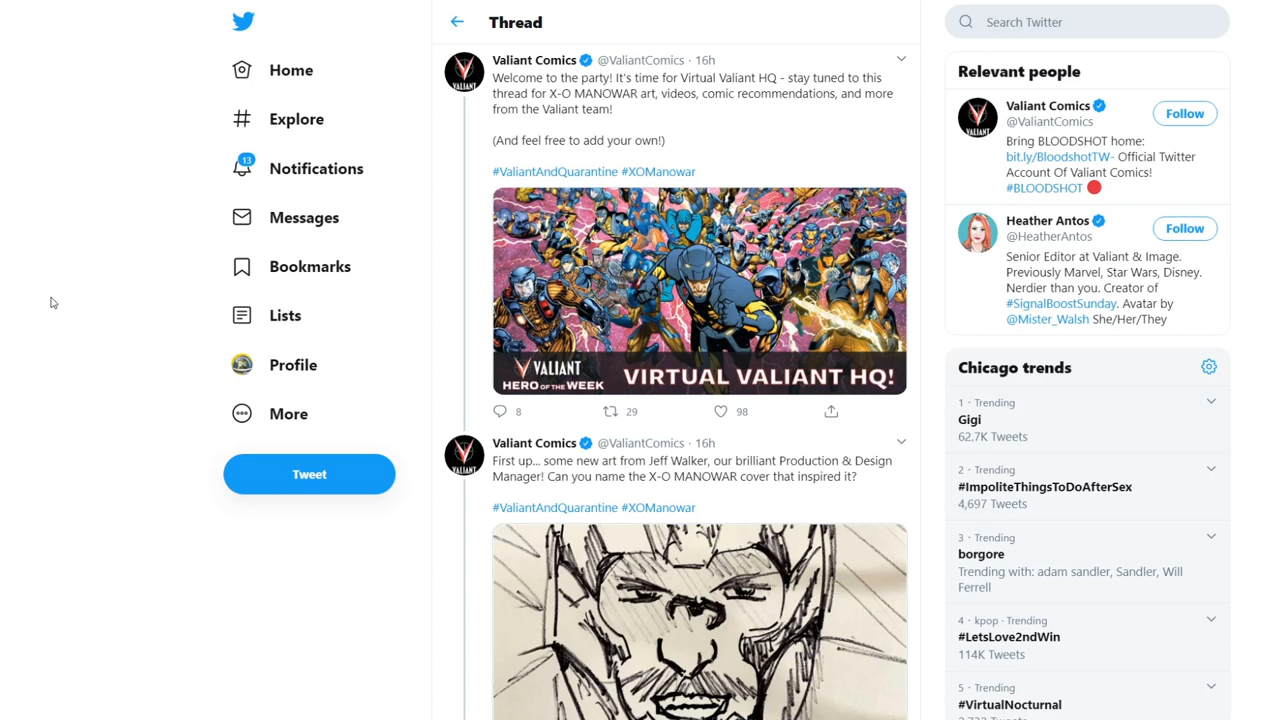 Home
Explore
13
Notifications
Messages
Bookmarks
Lists
Profile
More
Tweet
Thread
Valiant Comics @ValiantComics · 16h
Welcome to the party! It's time for Virtual Valiant HQ - stay tuned to this
thread for X-O MANOWAR art, videos, comic recommendations, and more
from the Valiant team!
(And feel free to add your own!)
#ValiantAndQuarantine #XOManowar
VALIANT
HERO OF THE WEEK
VIRTUAL VALIANT HQ!
8
29
98
Valiant Comics @ValiantComics · 16h
First up... some new art from Jeff Walker, our brilliant Production & Design
Manager! Can you name the X-O MANOWAR cover that inspired it?
#ValiantAndQuarantine #XOManowar
Search Twitter
Relevant people
Valiant Comics
@ValiantComics
Follow
Bring BLOODSHOT home:
bit.ly/BloodshotTW- Official Twitter
Account Of Valiant Comics!
#BLOODSHOT
Heather Antos
@HeatherAntos
Follow
Senior Editor at Valiant & Image.
Previously Marvel, Star Wars, Disney.
Nerdier than you. Creator of
#SignalBoostSunday. Avatar by
@Mister_Walsh She/Her/They
Chicago trends
1 · Trending
Gigi
62.7K Tweets
2 · Trending
#ImpoliteThingsToDoAfterSex
4,697 Tweets
3 · Trending
borgore
Trending with: adam sandler, Sandler, Will
Ferrell
4 · kpop · Trending
#LetsLove2ndWin
114K Tweets
5 · Trending
#VirtualNocturnal